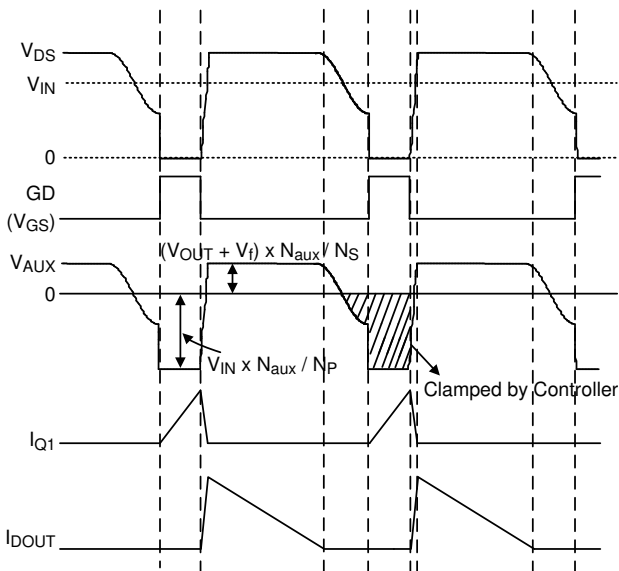 VDS
VIN
0
GD
(VGS)
(VOUT + Vf) x Naux / NS
VAUX
0
VIN x Naux / NP
Clamped by Controller
IQ1
IDOUT